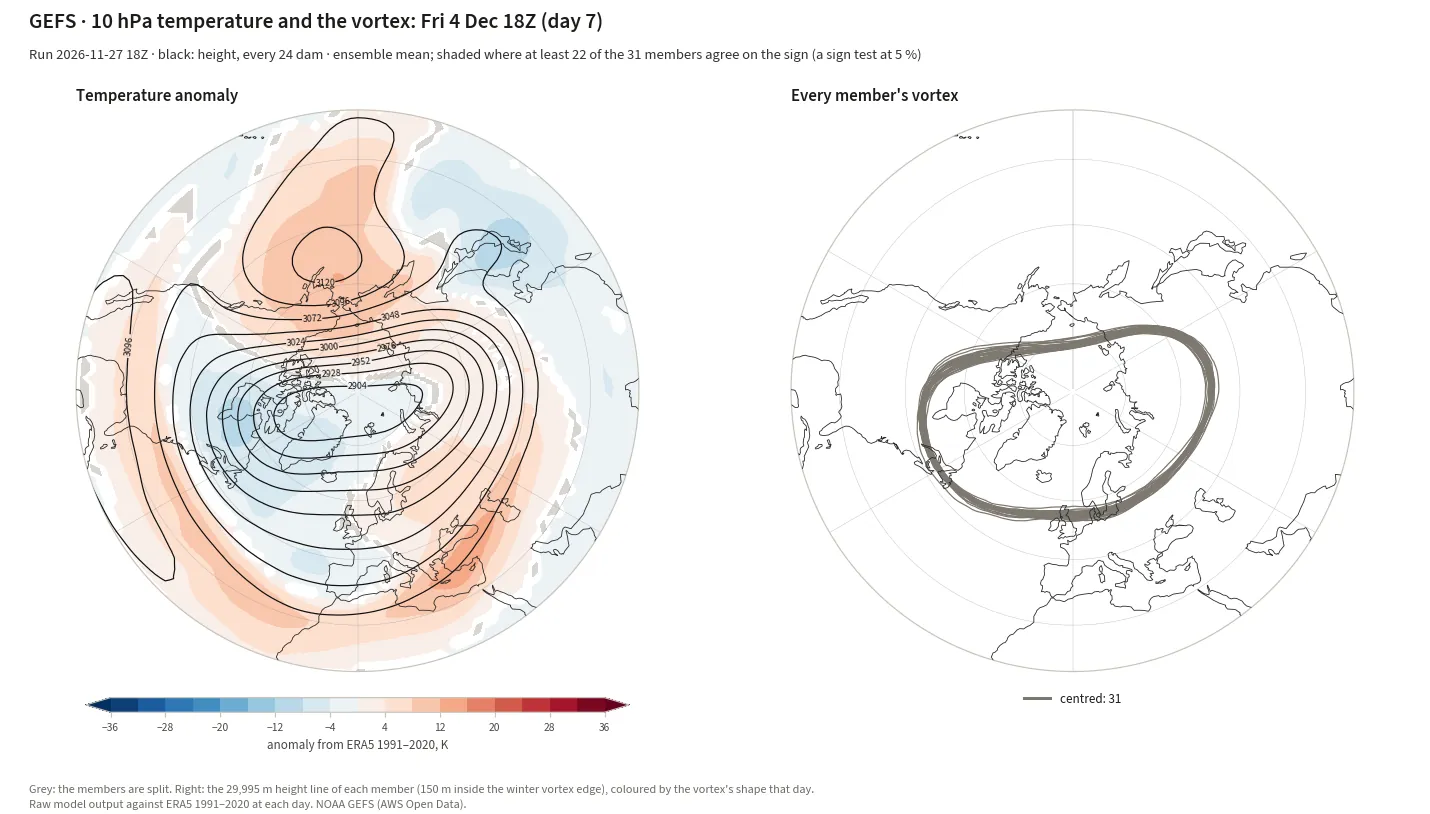 GEFS · 10 hPa temperature and the vortex: Fri 4 Dec 18Z (day 7)
Run 2026-11-27 18Z · black: height, every 24 dam · ensemble mean; shaded where at least 22 of the 31 members agree on the sign (a sign test at 5 %)
Temperature anomaly
Every member's vortex
3120
3096
3072
3048
3024
3000
2976
2952
2928
2904
3096
centred: 31
−36
−28
−20
−12
−4
4
12
20
28
36
anomaly from ERA5 1991–2020, K
Grey: the members are split. Right: the 29,995 m height line of each member (150 m inside the winter vortex edge), coloured by the vortex's shape that day.
Raw model output against ERA5 1991–2020 at each day. NOAA GEFS (AWS Open Data).